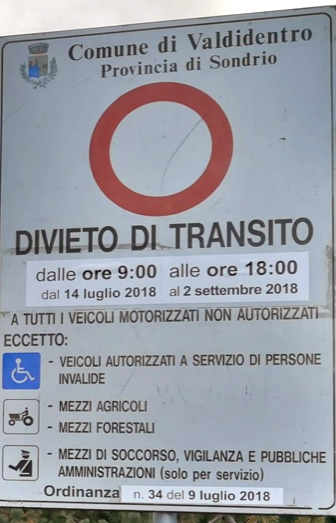 Comune di Valdidentro
Provincia di Sondrio
DIVIETO DI TRANSITO
dalle ore 9:00 alle ore 18:00
dal 14 luglio 2018 al 2 settembre 2018
A TUTTI I VEICOLI MOTORIZZATI NON AUTORIZZATI
ECCETTO:
- VEICOLI AUTORIZZATI A SERVIZIO DI PERSONE
INVALIDE
- MEZZI AGRICOLI
- MEZZI FORESTALI
- MEZZI DI SOCCORSO, VIGILANZA E PUBBLICHE
AMMINISTRAZIONI (solo per servizio)
Ordinanza n. 34 del 9 luglio 2018